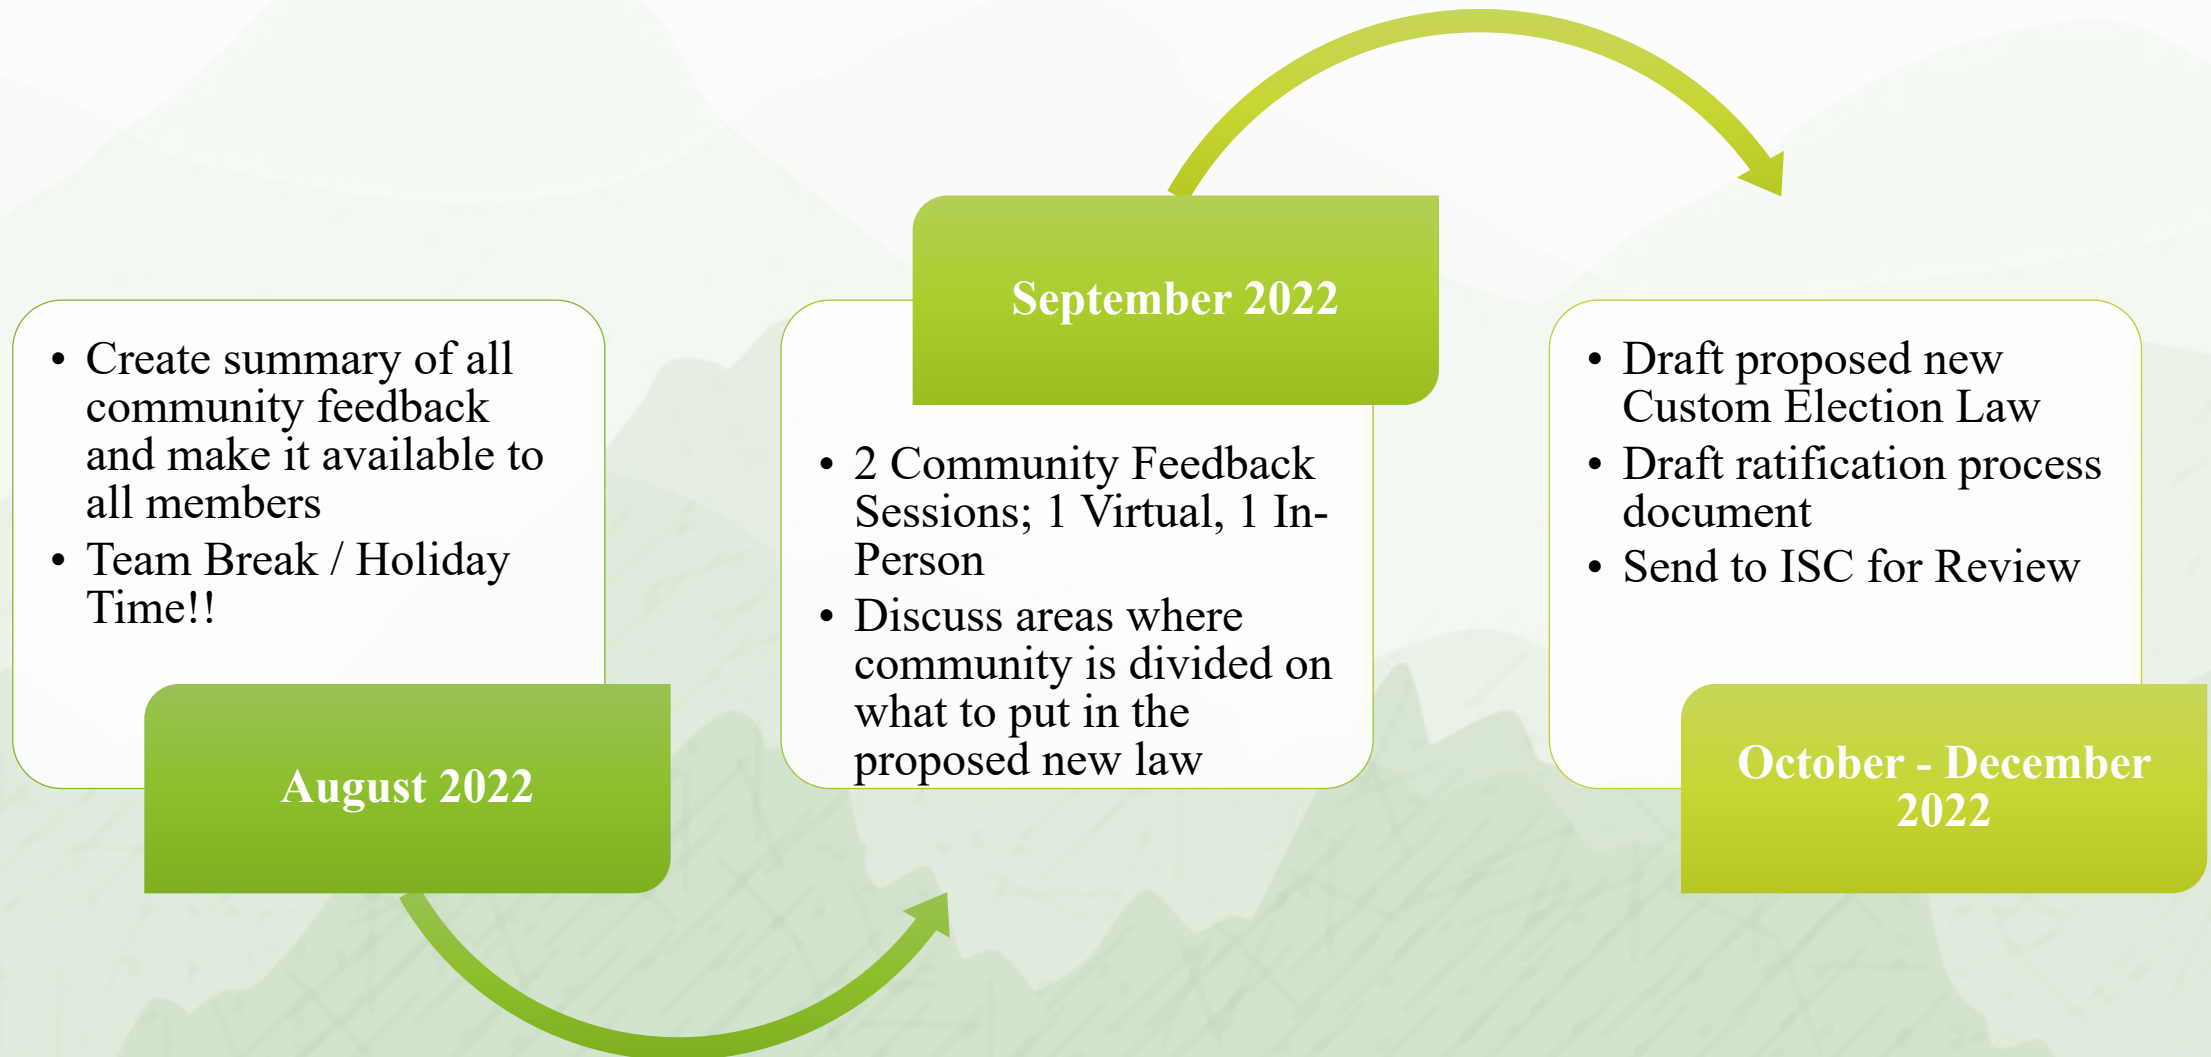 • Create summary of all
community feedback
and make it available to
all members
• Team Break / Holiday
Time!!
August 2022
September 2022
• 2 Community Feedback
Sessions; 1 Virtual, 1 In-
Person
• Discuss areas where
community is divided on
what to put in the
proposed new law
• Draft proposed new
Custom Election Law
• Draft ratification process
document
• Send to ISC for Review
October - December
2022